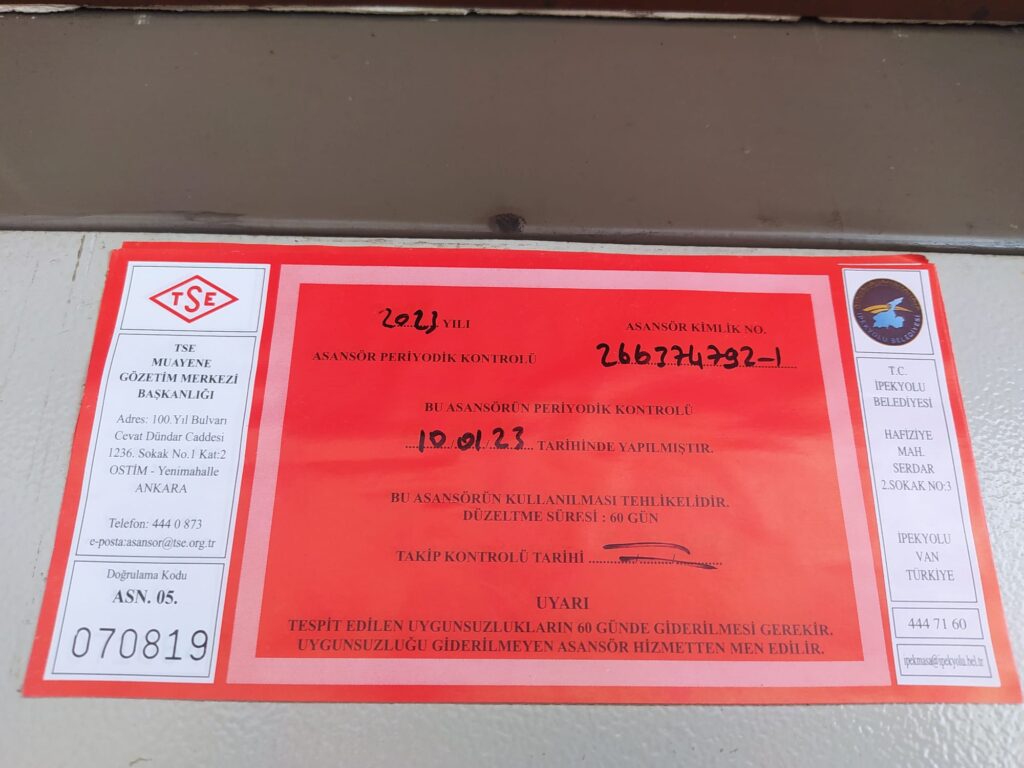 TSE
TSE
MUAYENE
GÖZETİM MERKEZİ
BAŞKANLIĞI
Adres: 100.Yıl Bulvarı
Cevat Dündar Caddesi
1236. Sokak No.1 Kat:2
OSTİM - Yenimahalle
ANKARA
Telefon: 444 0 873
e-posta:asansor@tse.org.tr
Doğrulama Kodu
ASN. 05.
070819
2023 YILI
ASANSÖR PERİYODİK KONTROLÜ
ASANSÖR KİMLİK NO.
266374792-1
BU ASANSÖRÜN PERİYODİK KONTROLÜ
10/01/23 TARİHİNDE YAPILMIŞTIR.
BU ASANSÖRÜN KULLANILMASI TEHLİKELİDİR.
DÜZELTME SÜRESİ : 60 GÜN
TAKİP KONTROLÜ TARİHİ
UYARI
TESPİT EDİLEN UYGUNSUZLUKLARIN 60 GÜNDE GİDERİLMESİ GEREKİR.
UYGUNSUZLUĞU GİDERİLMEYEN ASANSÖR HİZMETTEN MEN EDİLİR.
İPEKYOLU BELEDİYESİ
T.C.
İPEKYOLU
BELEDİYESİ
HAFİZİYE
MAH.
SERDAR
2.SOKAK NO:3
IPEKYOLU
VAN
TÜRKİYE
444 71 60
ipekmasa@ipekyolu.bel.tr